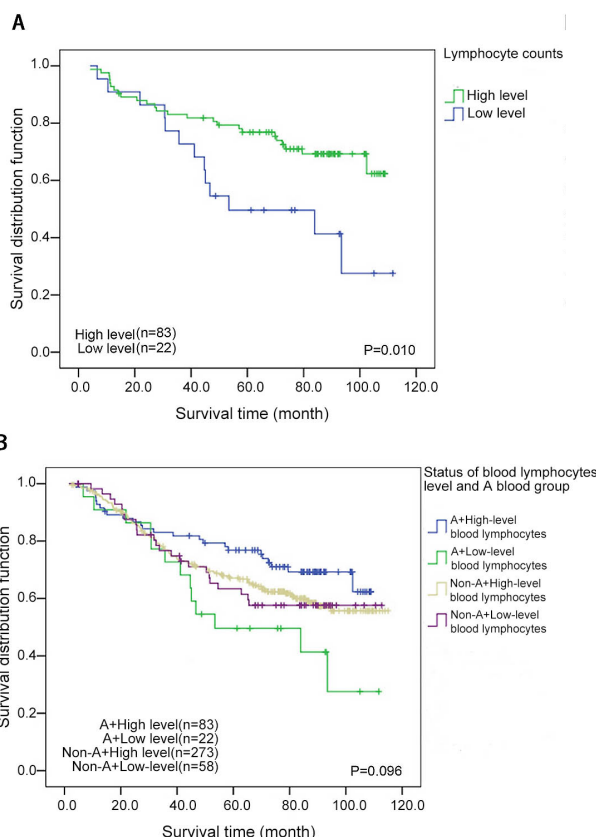 A
Lymphocyte counts
High level
Low level
1.0
0.8
0.6
0.4
0.2
0.0
Survival distribution function
High level(n=83)
Low level(n=22)
P=0.010
0.0 20.0 40.0 60.0 80.0 100.0 120.0
Survival time (month)
B
Status of blood lymphocytes
level and A blood group
A+High-level
blood lymphocytes
A+Low-level
blood lymphocytes
Non-A+High-level
blood lymphocytes
Non-A+Low-level
blood lymphocytes
1.0
0.8
0.6
0.4
0.2
0.0
Survival distribution function
A+High level(n=83)
A+Low level(n=22)
Non-A+High level(n=273)
Non-A+Low-level(n=58)
P=0.096
0.0 20.0 40.0 60.0 80.0 100.0 120.0
Survival time (month)